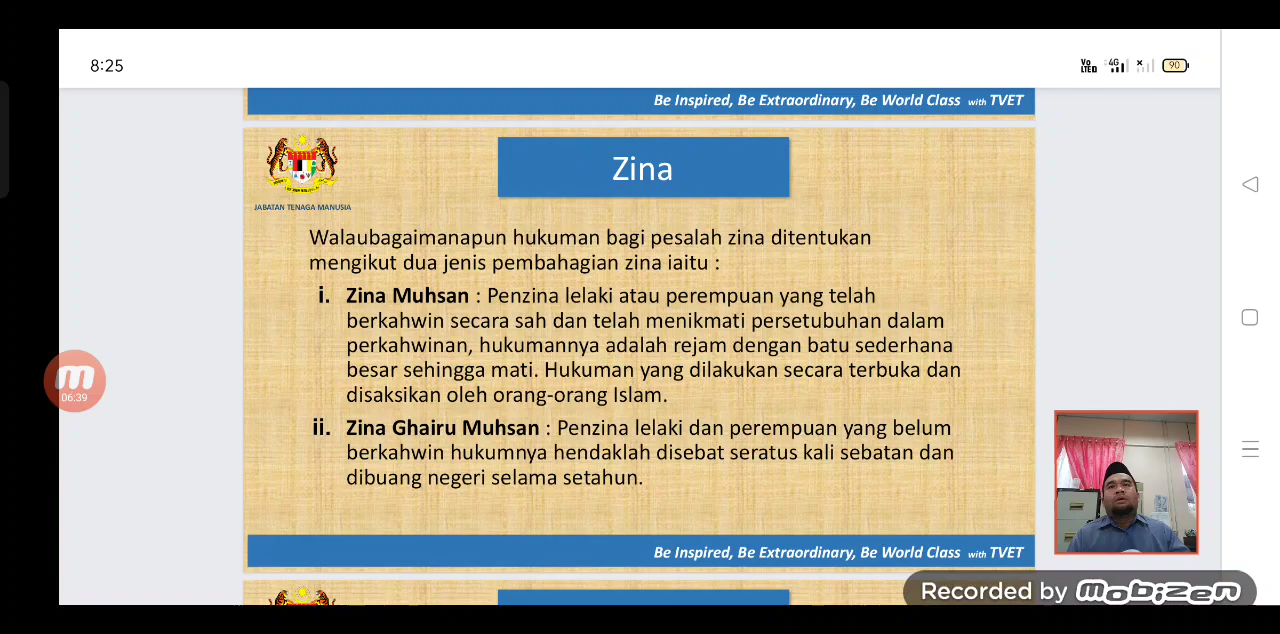 8:25
Vo
LTED
4G
90
Be Inspired, Be Extraordinary, Be World Class with TVET
Zina
JABATAN TENAGA MANUSIA
Walaubagaimanapun hukuman bagi pesalah zina ditentukan
mengikut dua jenis pembahagian zina iaitu :
i. Zina Muhsan : Penzina lelaki atau perempuan yang telah
berkahwin secara sah dan telah menikmati persetubuhan dalam
perkahwinan, hukumannya adalah rejam dengan batu sederhana
besar sehingga mati. Hukuman yang dilakukan secara terbuka dan
disaksikan oleh orang-orang Islam.
ii. Zina Ghairu Muhsan : Penzina lelaki dan perempuan yang belum
berkahwin hukumnya hendaklah disebat seratus kali sebatan dan
dibuang negeri selama setahun.
06:39
Be Inspired, Be Extraordinary, Be World Class with TVET
Recorded by mobizen